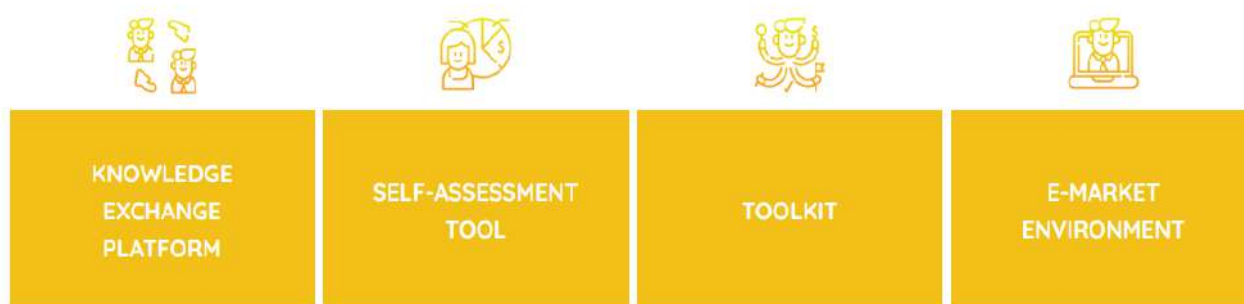 KNOWLEDGE
EXCHANGE
PLATFORM
SELF-ASSESSMENT
TOOL
TOOLKIT
E-MARKET
ENVIRONMENT
$
$